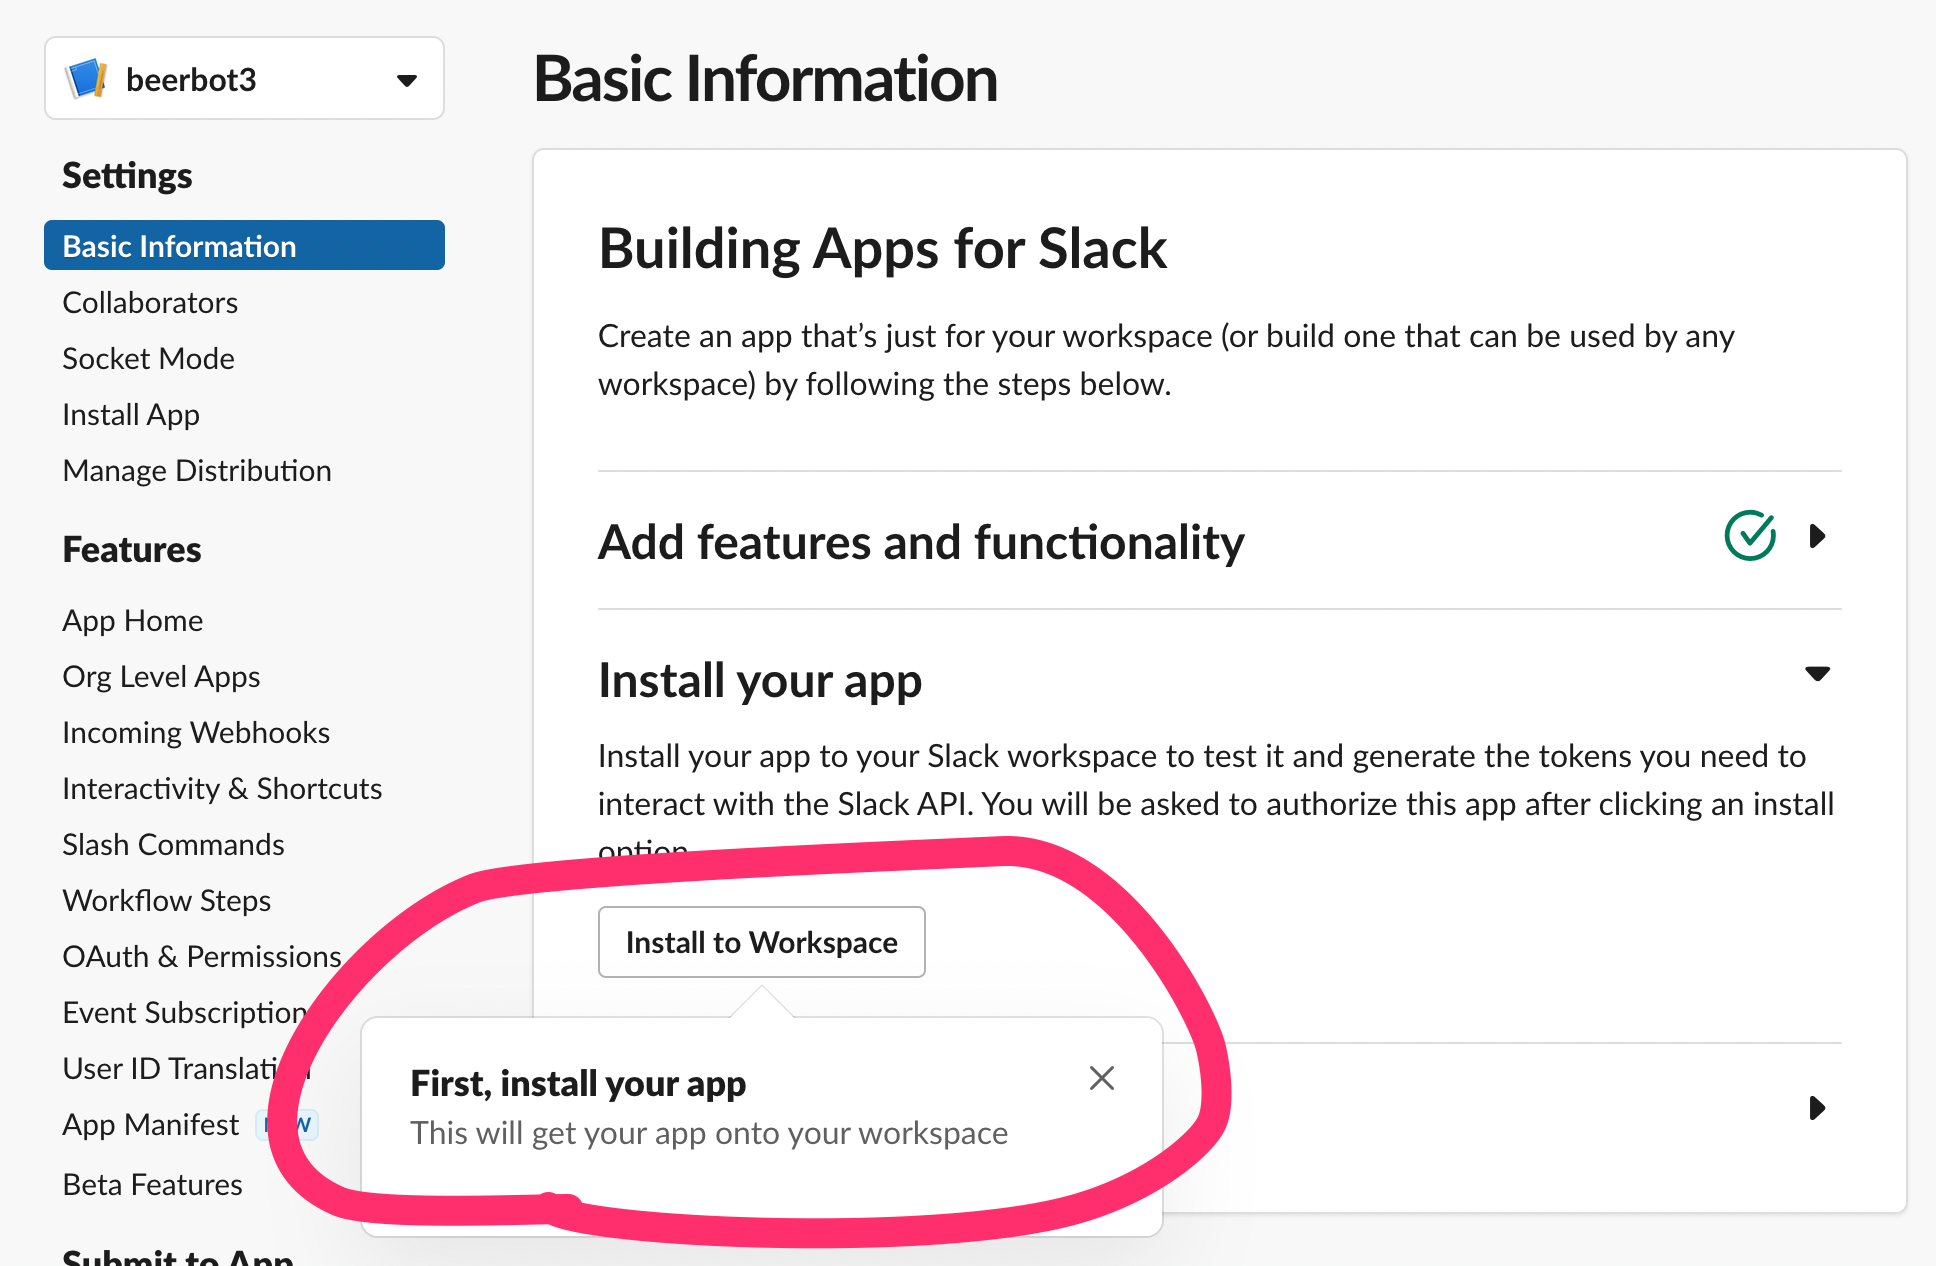 beerbot3
Settings
Basic Information
Collaborators
Socket Mode
Install App
Manage Distribution
Features
App Home
Org Level Apps
Incoming Webhooks
Interactivity & Shortcuts
Slash Commands
Workflow Steps
OAuth & Permissions
Event Subscription
User ID Translati
App Manifest
Beta Features
Submit to App
Basic Information
Building Apps for Slack
Create an app that’s just for your workspace (or build one that can be used by any
workspace) by following the steps below.
Add features and functionality
Install your app
Install your app to your Slack workspace to test it and generate the tokens you need to
interact with the Slack API. You will be asked to authorize this app after clicking an install
option
Install to Workspace
First, install your app
This will get your app onto your workspace